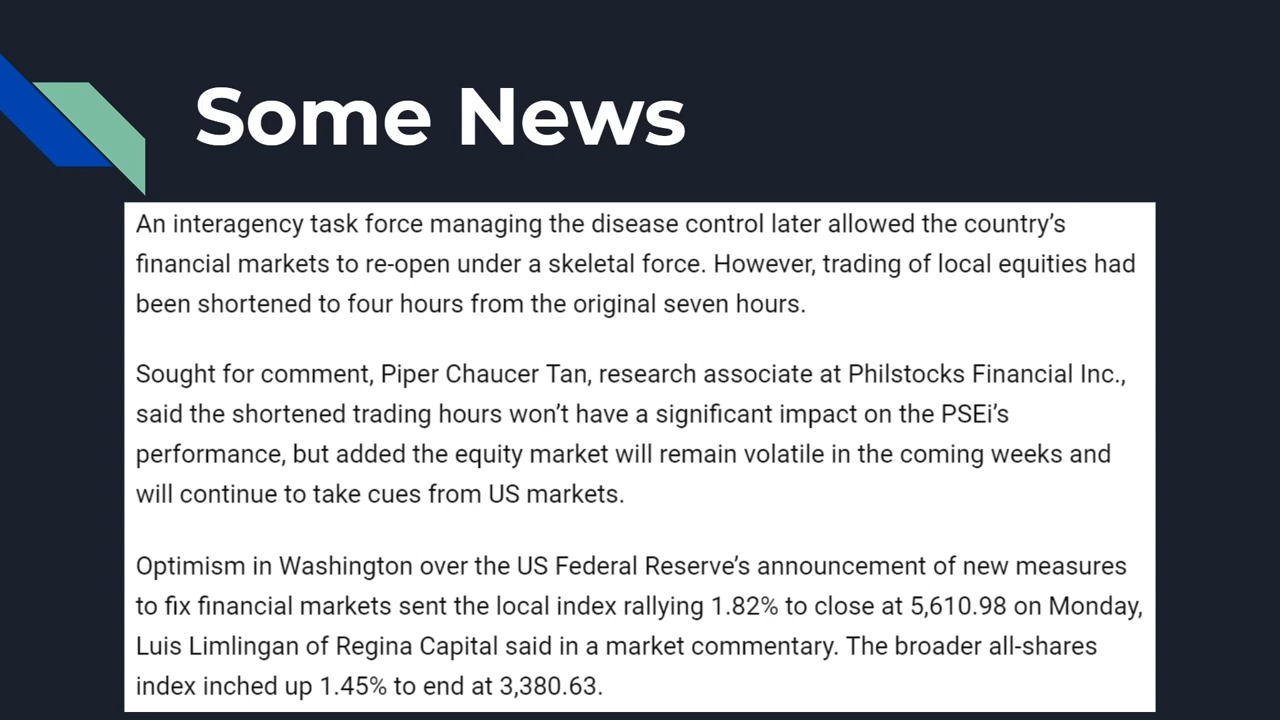 Some News
An interagency task force managing the disease control later allowed the country’s
financial markets to re-open under a skeletal force. However, trading of local equities had
been shortened to four hours from the original seven hours.
Sought for comment, Piper Chaucer Tan, research associate at Philstocks Financial Inc.,
said the shortened trading hours won’t have a significant impact on the PSEi’s
performance, but added the equity market will remain volatile in the coming weeks and
will continue to take cues from US markets.
Optimism in Washington over the US Federal Reserve’s announcement of new measures
to fix financial markets sent the local index rallying 1.82% to close at 5,610.98 on Monday,
Luis Limlingan of Regina Capital said in a market commentary. The broader all-shares
index inched up 1.45% to end at 3,380.63.